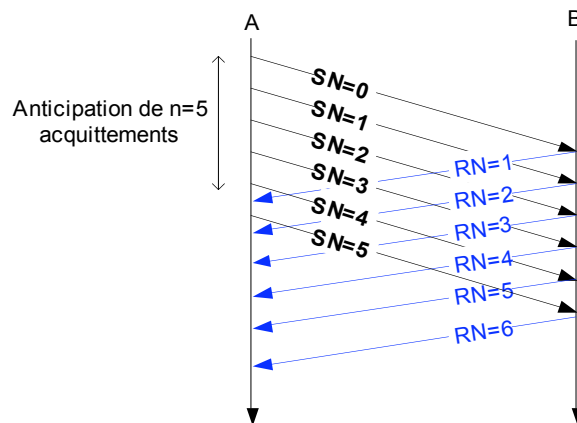 A
B
Anticipation de n=5
acquittements
SN=0
SN=1
SN=2
SN=3
SN=4
SN=5
RN=1
RN=2
RN=3
RN=4
RN=5
RN=6